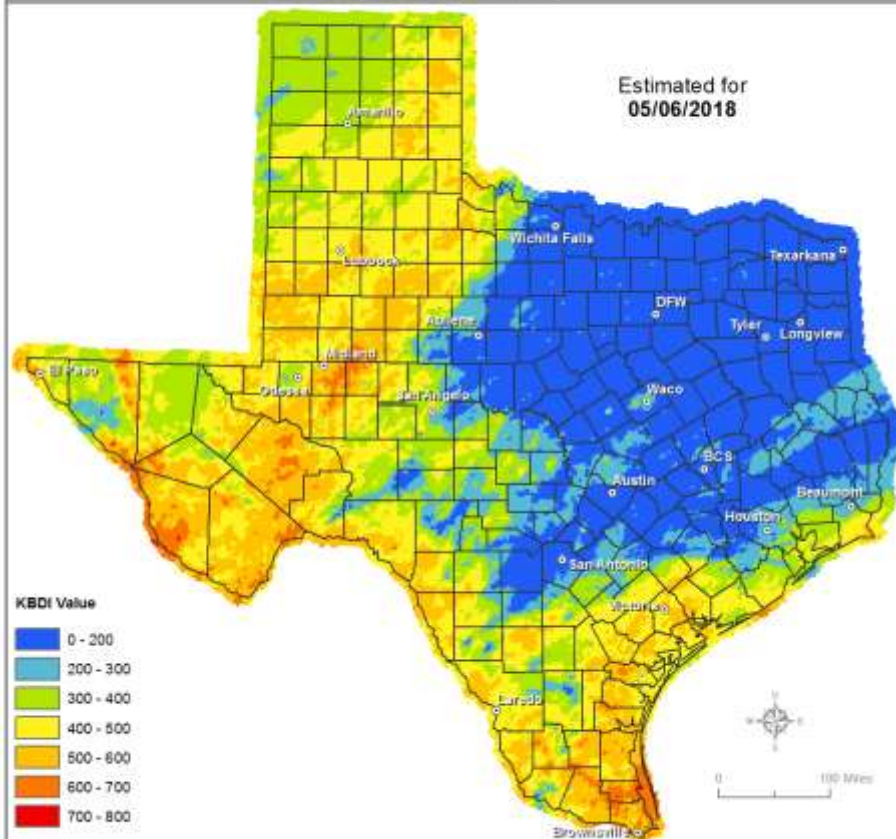 Estimated for
05/06/2018
Amarillo
Wichita Falls
Texarkana
Lubbock
DFW
Abilene
Tyler
Longview
Midland
El Paso
Odessa
San Angelo
Waco
BCS
Austin
Beaumont
Houston
San Antonio
KBDI Value
Victoria
0 - 200
200 - 300
300 - 400
400 - 500
Laredo
500 - 600
600 - 700
0 100 Miles
700 - 800
Brownsville